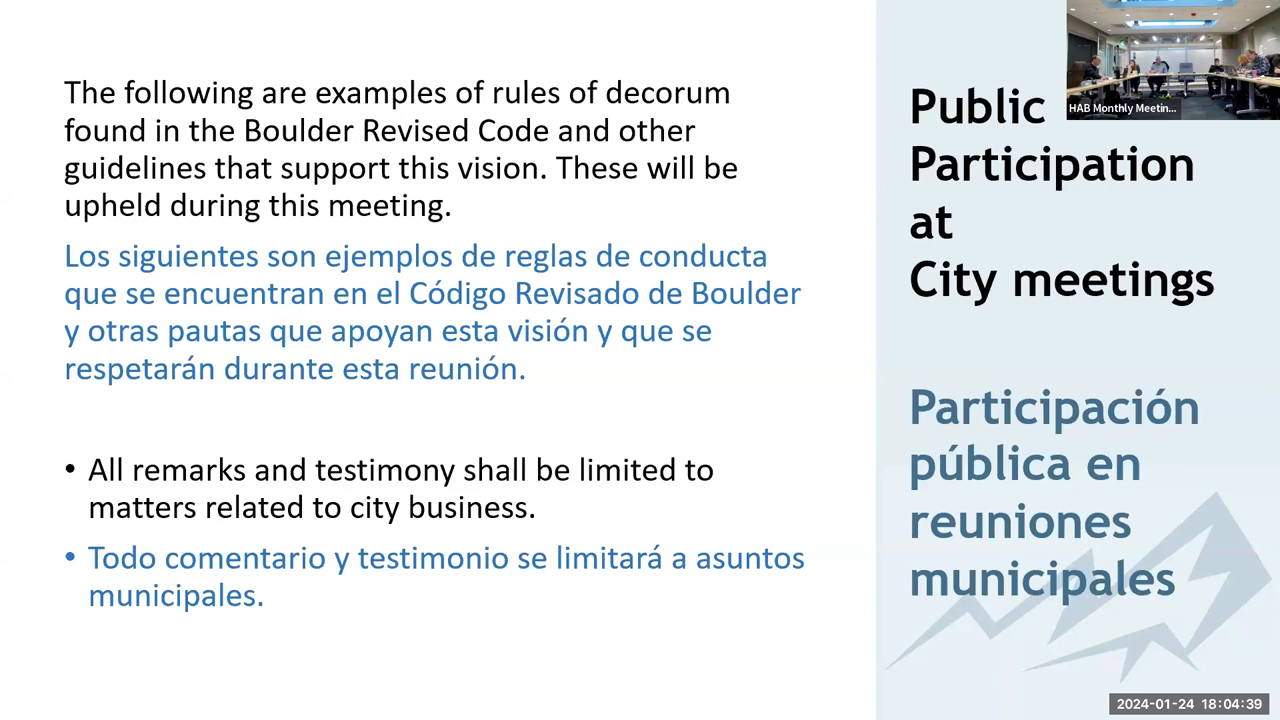 The following are examples of rules of decorum
found in the Boulder Revised Code and other
guidelines that support this vision. These will be
upheld during this meeting.
Los siguientes son ejemplos de reglas de conducta
que se encuentran en el Código Revisado de Boulder
y otras pautas que apoyan esta visión y que se
respetarán durante esta reunión.
• All remarks and testimony shall be limited to
matters related to city business.
• Todo comentario y testimonio se limitará a asuntos
municipales.
Public
Participation
at
City meetings
Participación
pública en
reuniones
municipales
HAB Monthly Meetin...
2024-01-24 18:04:39